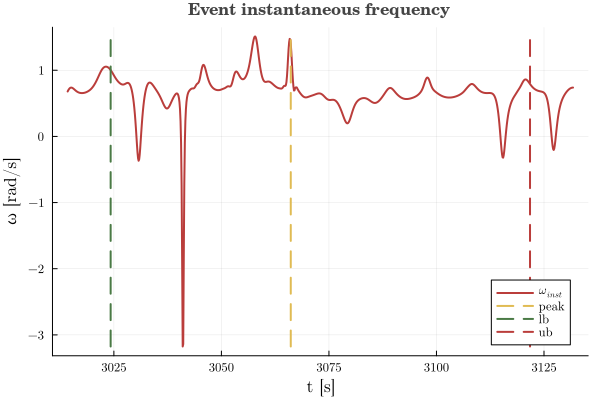 Event instantaneous frequency
ω [rad/s]
1
0
−1
−2
−3
3025 3050 3075 3100 3125
t [s]
ω_inst
peak
lb
ub